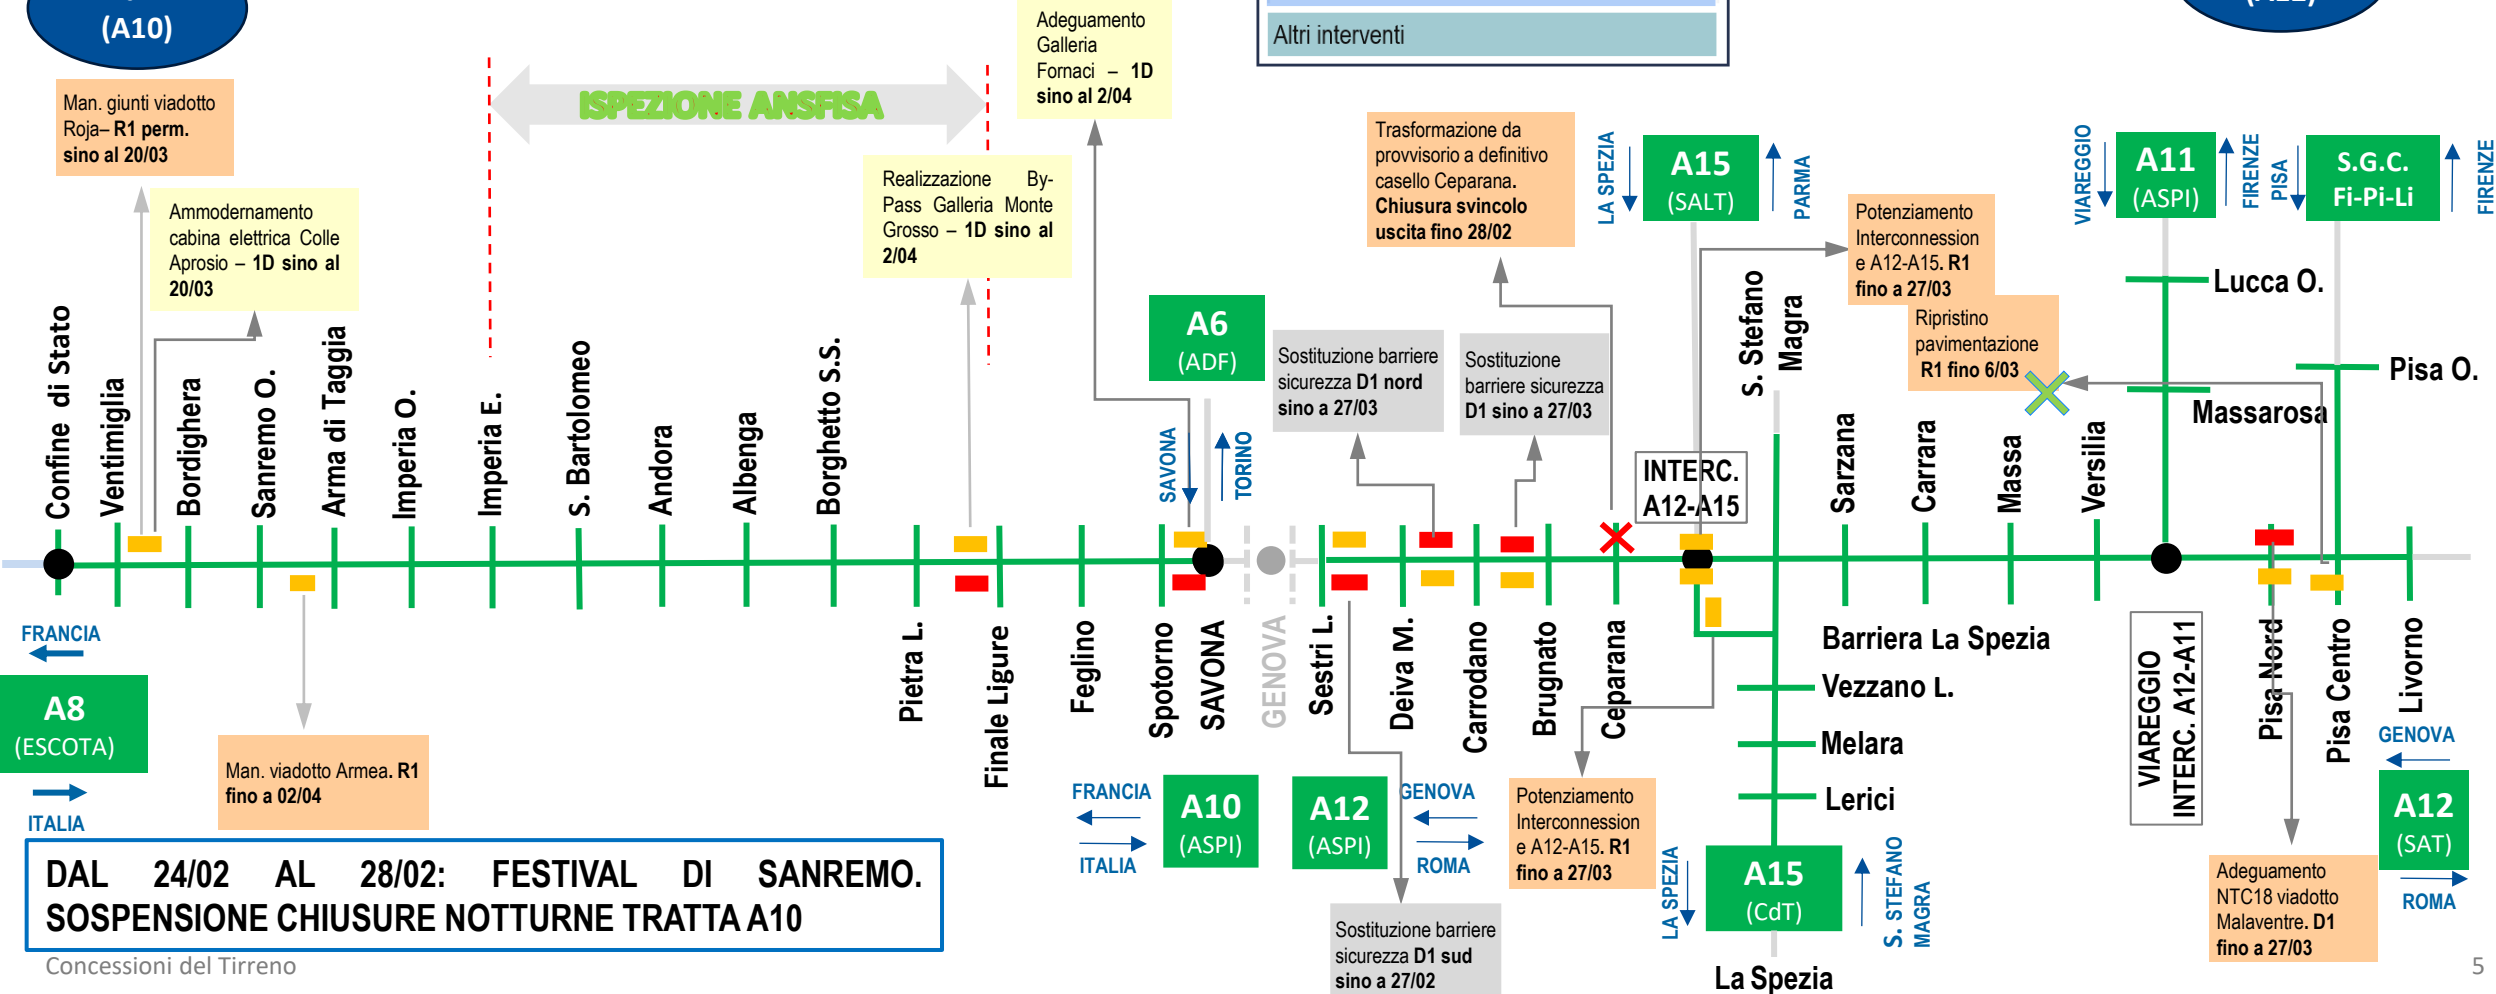 (A10)
Altri interventi
Adeguamento
Galleria
Fornaci – 1D
sino al 2/04
Man. giunti viadotto
Roja– R1 perm.
sino al 20/03
ISPEZIONE ANSFISA
Ammodernamento
cabina elettrica Colle
Aprosio – 1D sino al
20/03
Realizzazione By-
Pass Galleria Monte
Grosso – 1D sino al
2/04
Trasformazione da
provvisorio a definitivo
casello Ceparana.
Chiusura svincolo
uscita fino 28/02
LA SPEZIA
A15
(SALT)
PARMA
Potenziamento
Interconnession
e A12-A15. R1
fino a 27/03
VIAREGGIO
A11
(ASPI)
FIRENZE
PISA
S.G.C.
Fi-Pi-Li
FIRENZE
Ripristino
pavimentazione
R1 fino 6/03
Lucca O.
Pisa O.
Massarosa
A6
(ADF)
SAVONA
TORINO
Sostituzione barriere
sicurezza D1 nord
sino a 27/03
Sostituzione
barriere sicurezza
D1 sino a 27/03
INTERC.
A12-A15
S. Stefano
Magra
Confine di Stato
Ventimiglia
Bordighera
Sanremo O.
Arma di Taggia
Imperia O.
Imperia E.
S. Bartolomeo
Andora
Albenga
Borghetto S.S.
Sarzana
Carrara
Massa
Versilia
Pietra L.
Finale Ligure
Feglino
Spotorno
SAVONA
GENOVA
Sestri L.
Deiva M.
Carrodano
Brugnato
Ceparana
Barriera La Spezia
Vezzano L.
Melara
Lerici
VIAREGGIO
INTERC. A12-A11
Pisa Nord
Pisa Centro
Livorno
FRANCIA
A8
(ESCOTA)
ITALIA
Man. viadotto Armea. R1
fino a 02/04
FRANCIA
ITALIA
A10
(ASPI)
A12
(ASPI)
GENOVA
ROMA
Potenziamento
Interconnession
e A12-A15. R1
fino a 27/03
LA SPEZIA
A15
(CdT)
S. STEFANO
MAGRA
La Spezia
GENOVA
A12
(SAT)
ROMA
Adeguamento
NTC18 viadotto
Malaventre. D1
fino a 27/03
Sostituzione barriere
sicurezza D1 sud
sino a 27/02
DAL 24/02 AL 28/02: FESTIVAL DI SANREMO.
SOSPENSIONE CHIUSURE NOTTURNE TRATTA A10
Concessioni del Tirreno
5